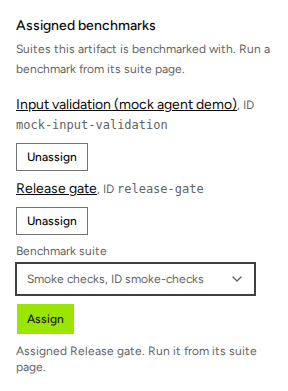 Assigned benchmarks
Suites this artifact is benchmarked with. Run a
benchmark from its suite page.
Input validation (mock agent demo), ID
mock-input-validation
Unassign
Release gate, ID release-gate
Unassign
Benchmark suite
Smoke checks, ID smoke-checks
Assign
Assigned Release gate. Run it from its suite
page.